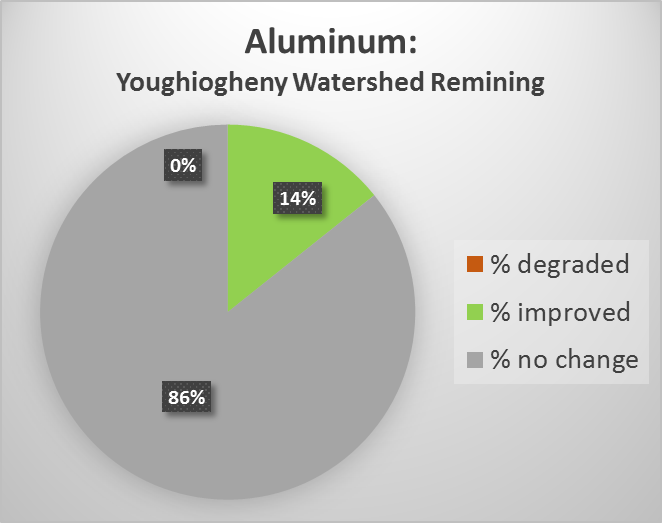 Aluminum:
Youghiogheny Watershed Remining
0%
14%
86%
% degraded
% improved
% no change